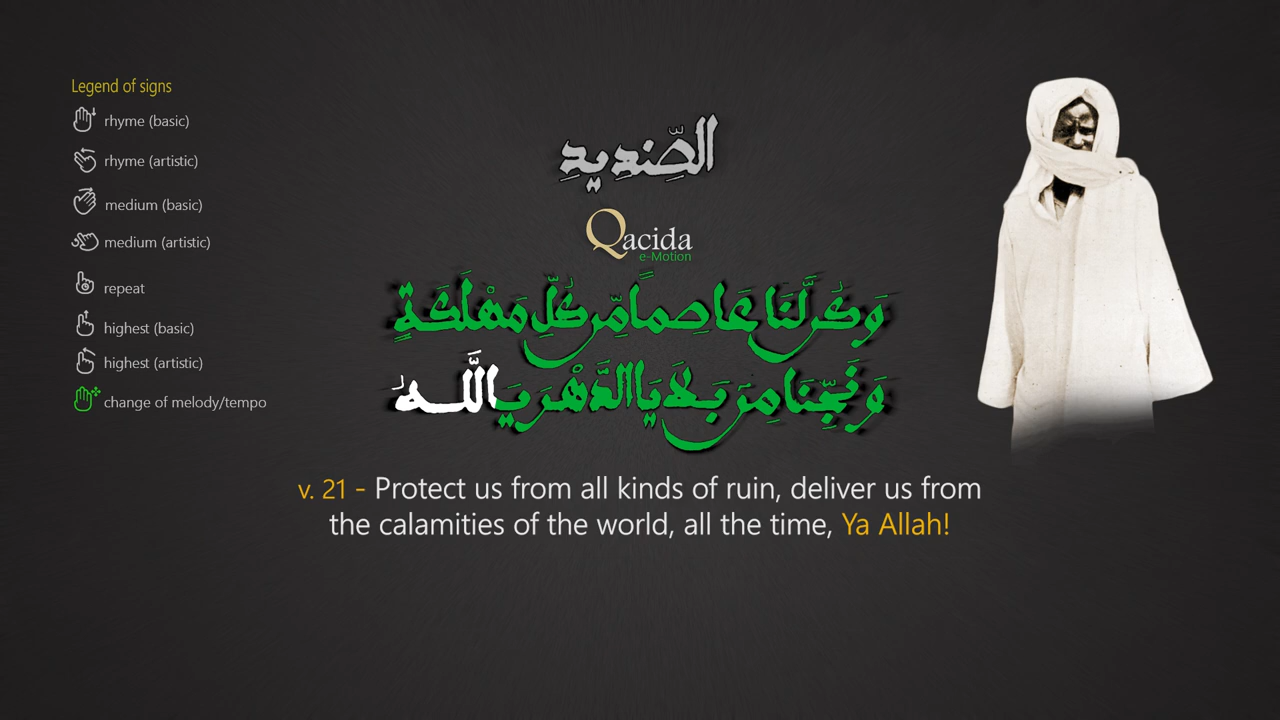 Legend of signs
rhyme (basic)
rhyme (artistic)
medium (basic)
medium (artistic)
repeat
highest (basic)
highest (artistic)
change of melody/tempo
الصِّندِيدِ
Qacida
e-Motion
وَكُن لَّنَا عَاصِماً مِّن كُلِّ مَهْلَكَةٍ
وَنَجِّنَا مِن بَلَايَا الدَّهْرِ يَا اللَّهُ
v. 21 - Protect us from all kinds of ruin, deliver us from
the calamities of the world, all the time, Ya Allah!